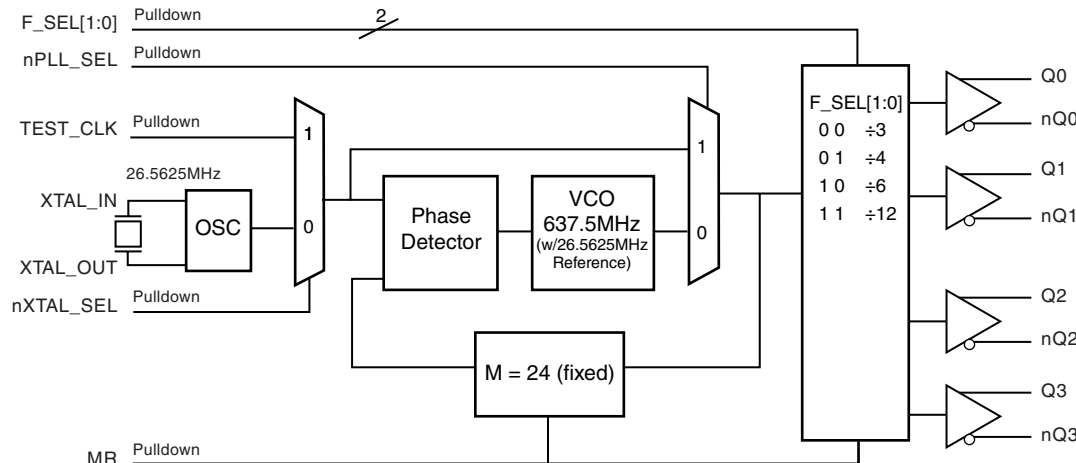 F_SEL[1:0] Pulldown 2
nPLL_SEL Pulldown
TEST_CLK Pulldown
26.5625MHz
XTAL_IN
OSC
XTAL_OUT
nXTAL_SEL Pulldown
MR Pulldown
1
0
Phase
Detector
VCO
637.5MHz
(w/26.5625MHz
Reference)
1
0
M = 24 (fixed)
F_SEL[1:0]
0 0 ÷3
0 1 ÷4
1 0 ÷6
1 1 ÷12
Q0
nQ0
Q1
nQ1
Q2
nQ2
Q3
nQ3